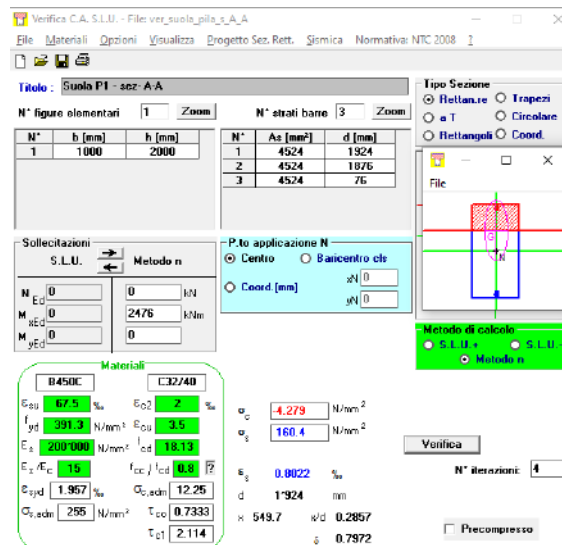 Verifica C.A. S.L.U. - File: ver_suola_pila_s_A_A
File Materiali Opzioni Visualizza Progetto Sez. Rett. Sismica Normativa: NTC 2008 ?
Titolo : Suola P1 - sez- A-A
N° figure elementari 1 Zoom N° strati barre 3 Zoom
N° b [mm] h [mm]
1 1000 2000
N° As [mm²] d [mm]
1 4524 1924
2 4524 1876
3 4524 76
Tipo Sezione
Rettan.re Trapezi
a T Circolare
Rettangoli Coord.
File
G
N
Sollecitazioni
S.L.U. Metodo n
N Ed 0 0 kN
M xEd 0 2476 kNm
M yEd 0 0
P.to applicazione N
Centro Baricentro cls
Coord.[mm] xN 0
yN 0
Metodo di calcolo
S.L.U.+ S.L.U.-
Metodo n
Materiali
B450C C32/40
εsu 67.5 ‰ εc2 2 ‰
fyd 391.3 N/mm² εcu 3.5
Es 200'000 N/mm² fcd 18.13
Es /Ec 15 fcc / fcd 0.8 ?
εsyd 1.957 ‰ σc,adm 12.25
σs,adm 255 N/mm² τco 0.7333
τc1 2.114
σc -4.279 N/mm²
σs 160.4 N/mm²
εs 0.8022 ‰
d 1'924 mm
x 549.7 x/d 0.2857
δ 0.7972
Verifica
N° iterazioni: 4
Precompresso